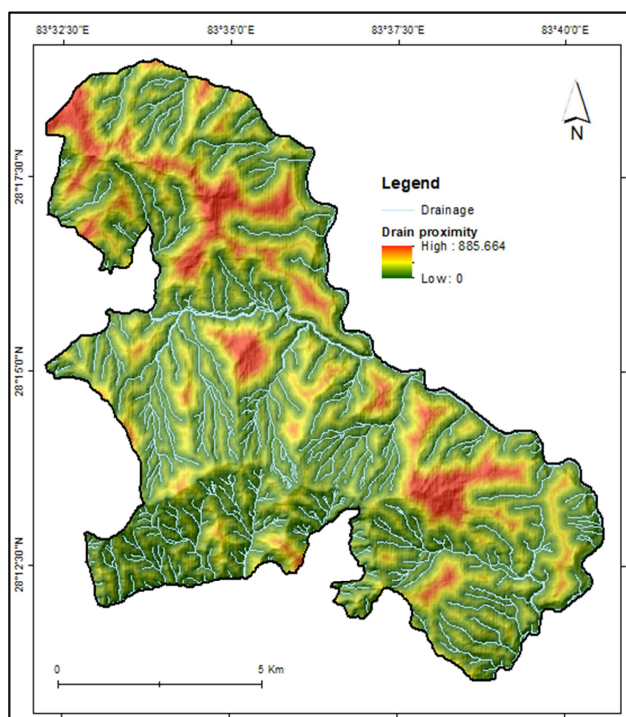 83°32'30"E 83°35'0"E 83°37'30"E 83°40'0"E
N
28°17'30"N
Legend
Drainage
Drain proximity
High : 885.664
Low : 0
28°15'0"N
28°12'30"N
0 5 Km